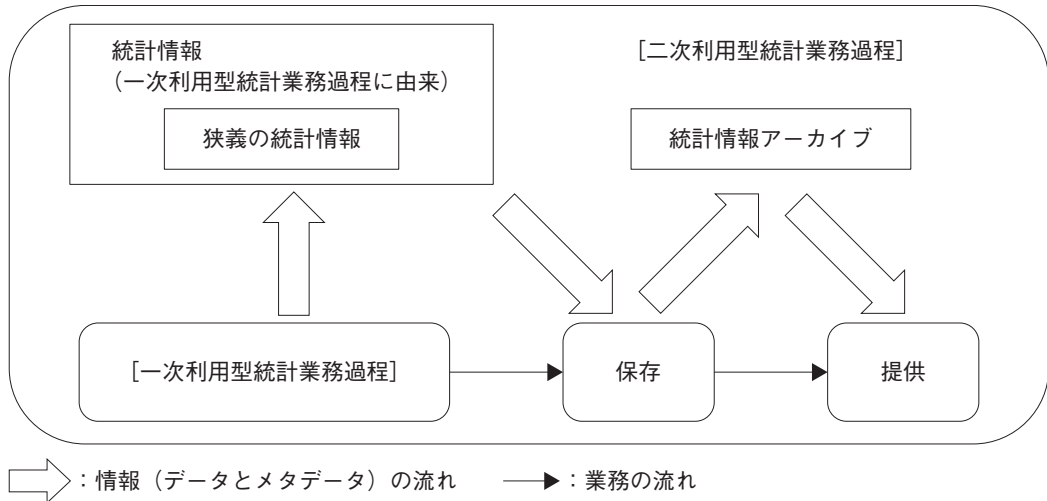 統計情報
(一次利用型統計業務過程に由来)
狭義の統計情報
[二次利用型統計業務過程]
統計情報アーカイブ
[一次利用型統計業務過程]
保存
提供
:情報(データとメタデータ)の流れ
:業務の流れ